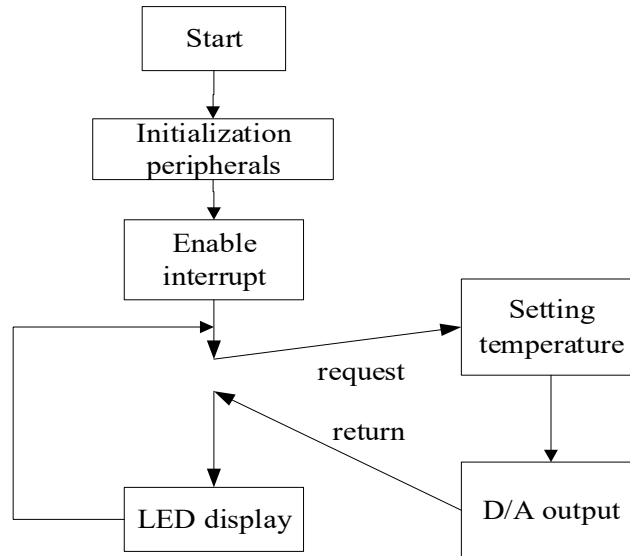 Start
Initialization
peripherals
Enable
interrupt
Setting
temperature
request
return
LED display
D/A output